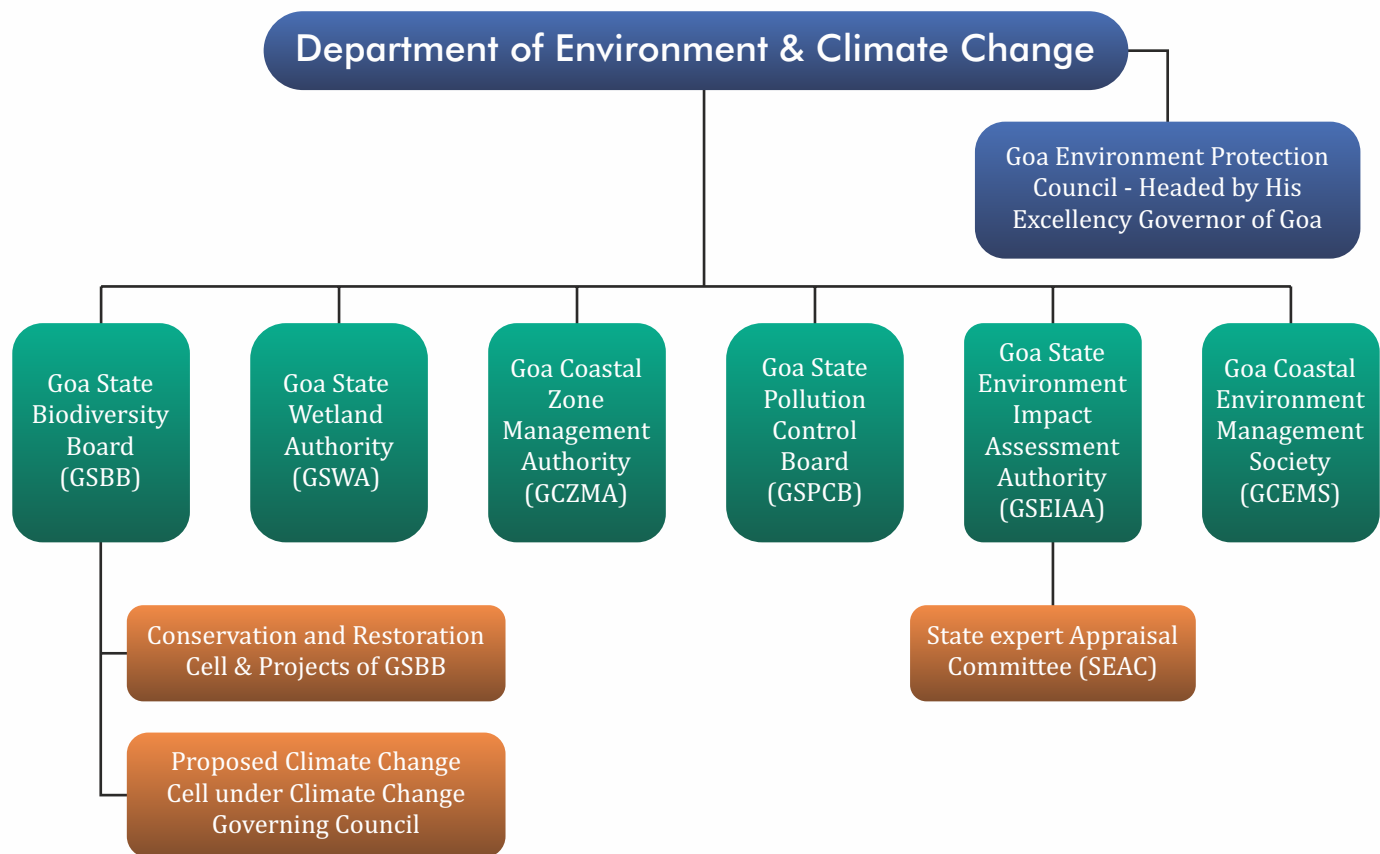 Department of Environment & Climate Change
Goa Environment Protection
Council - Headed by His
Excellency Governor of Goa
Goa State
Biodiversity
Board
(GSBB)
Goa State
Wetland
Authority
(GSWA)
Goa Coastal
Zone
Management
Authority
(GCZMA)
Goa State
Pollution
Control
Board
(GSPCB)
Goa State
Environment
Impact
Assessment
Authority
(GSEIAA)
Goa Coastal
Environment
Management
Society
(GCEMS)
Conservation and Restoration
Cell & Projects of GSBB
State expert Appraisal
Committee (SEAC)
Proposed Climate Change
Cell under Climate Change
Governing Council